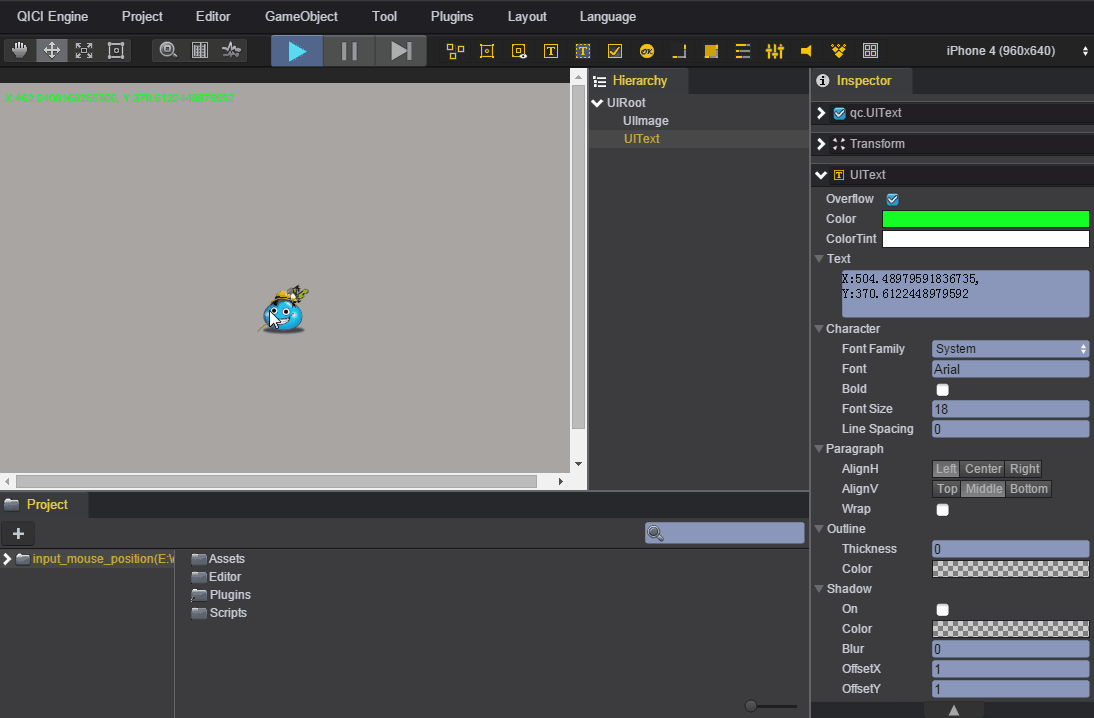 QICI Engine Project Editor GameObject Tool Plugins Layout Language
T T OK iPhone 4 (960x640)
Hierarchy
UIRoot
UIImage
UIText
Inspector
qc.UIText
Transform
T UIText
Overflow
Color
ColorTint
Text
X:504.48979591836735,
Y:370.6122448979592
Character
Font Family System
Font Arial
Bold
Font Size 18
Line Spacing 0
Paragraph
AlignH Left Center Right
AlignV Top Middle Bottom
Wrap
Outline
Thickness 0
Color
Shadow
On
Color
Blur 0
OffsetX 1
OffsetY 1
Project
input_mouse_position(E:\
Assets
Editor
Plugins
Scripts